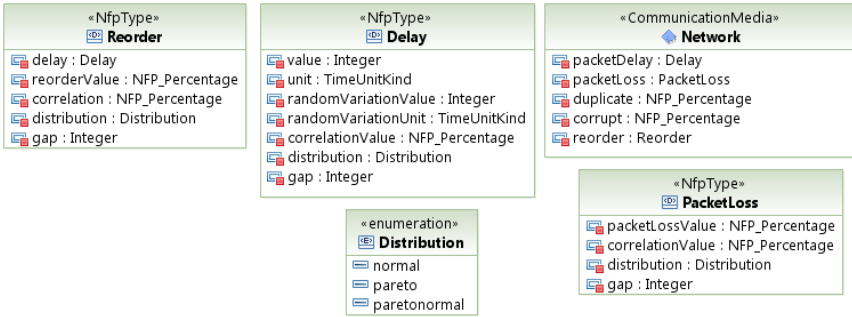 «NfpType»
Reorder
delay : Delay
reorderValue : NFP_Percentage
correlation : NFP_Percentage
distribution : Distribution
gap : Integer
«NfpType»
Delay
value : Integer
unit : TimeUnitKind
randomVariationValue : Integer
randomVariationUnit : TimeUnitKind
correlationValue : NFP_Percentage
distribution : Distribution
gap : Integer
«CommunicationMedia»
Network
packetDelay : Delay
packetLoss : PacketLoss
duplicate : NFP_Percentage
corrupt : NFP_Percentage
reorder : Reorder
«enumeration»
Distribution
normal
pareto
paretonormal
«NfpType»
PacketLoss
packetLossValue : NFP_Percentage
correlationValue : NFP_Percentage
distribution : Distribution
gap : Integer